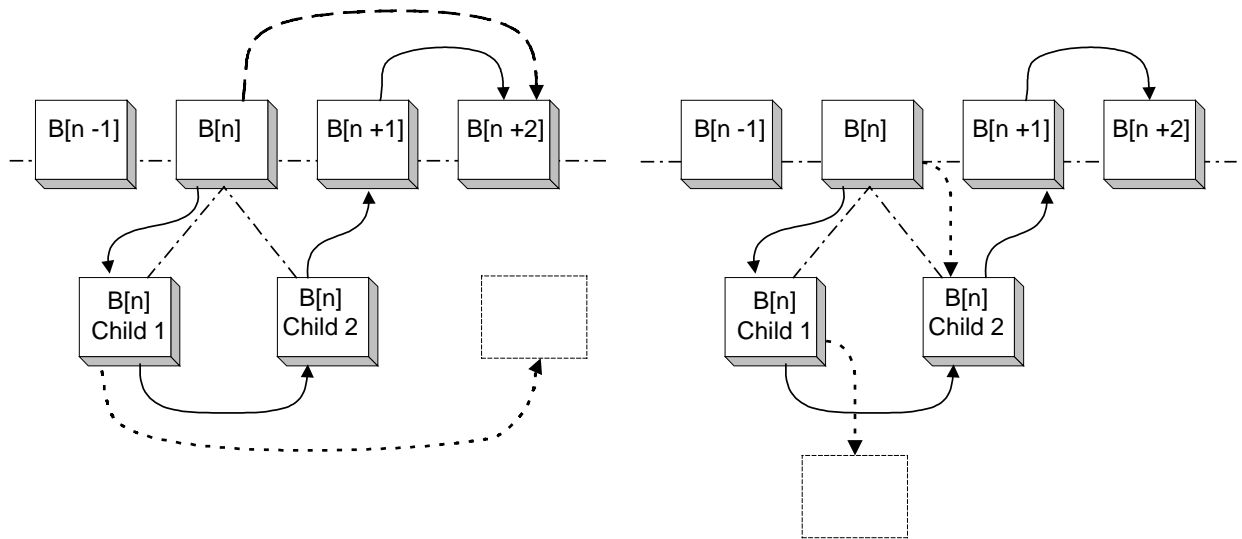 B[n -1]
B[n]
B[n +1]
B[n +2]
B[n]
Child 1
B[n]
Child 2
B[n -1]
B[n]
B[n +1]
B[n +2]
B[n]
Child 1
B[n]
Child 2